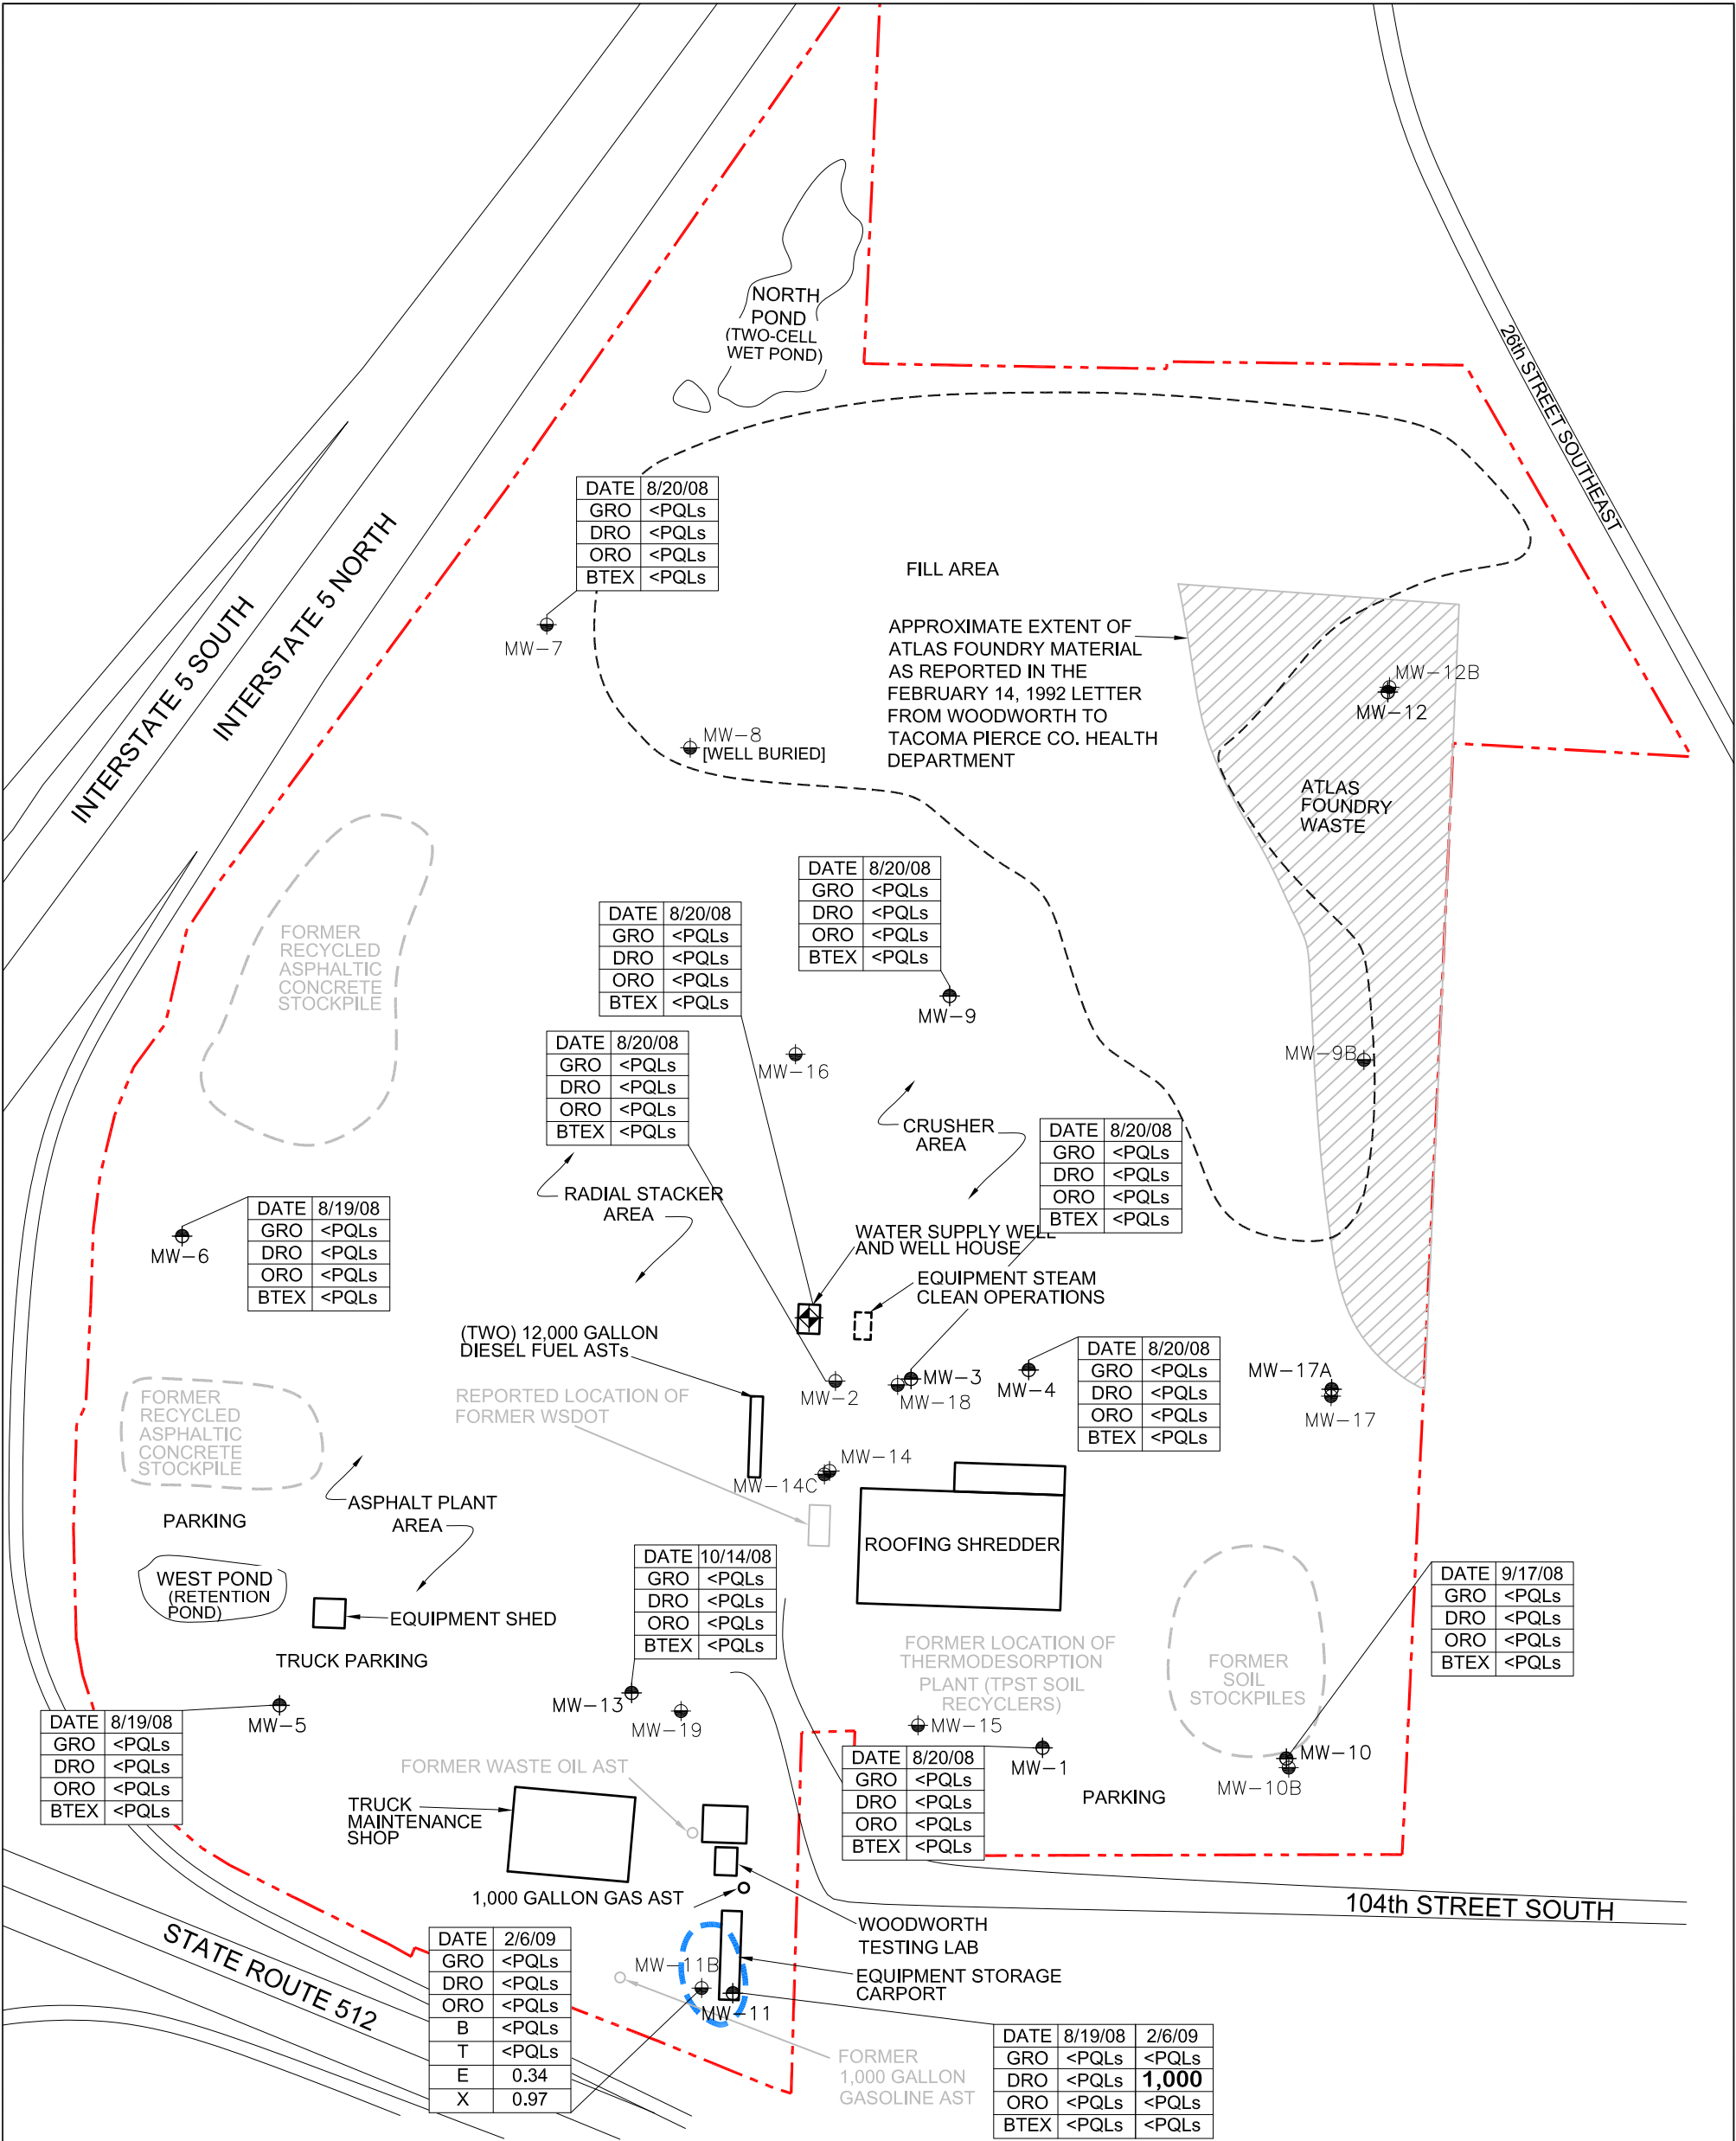 NORTH
POND
(TWO-CELL
WET POND)
26th STREET SOUTHEAST
INTERSTATE 5 SOUTH
INTERSTATE 5 NORTH
DATE 8/20/08
GRO <PQLs
DRO <PQLs
ORO <PQLs
BTEX <PQLs
MW-7
FILL AREA
APPROXIMATE EXTENT OF
ATLAS FOUNDRY MATERIAL
AS REPORTED IN THE
FEBRUARY 14, 1992 LETTER
FROM WOODWORTH TO
TACOMA PIERCE CO. HEALTH
DEPARTMENT
MW-12B
MW-12
MW-8
[WELL BURIED]
ATLAS
FOUNDRY
WASTE
FORMER
RECYCLED
ASPHALTIC
CONCRETE
STOCKPILE
DATE 8/20/08
GRO <PQLs
DRO <PQLs
ORO <PQLs
BTEX <PQLs
DATE 8/20/08
GRO <PQLs
DRO <PQLs
ORO <PQLs
BTEX <PQLs
MW-9
DATE 8/20/08
GRO <PQLs
DRO <PQLs
ORO <PQLs
BTEX <PQLs
MW-16
MW-9B
CRUSHER
AREA
DATE 8/20/08
GRO <PQLs
DRO <PQLs
ORO <PQLs
BTEX <PQLs
RADIAL STACKER
AREA
MW-6
DATE 8/19/08
GRO <PQLs
DRO <PQLs
ORO <PQLs
BTEX <PQLs
WATER SUPPLY WELL
AND WELL HOUSE
EQUIPMENT STEAM
CLEAN OPERATIONS
(TWO) 12,000 GALLON
DIESEL FUEL ASTs
DATE 8/20/08
GRO <PQLs
DRO <PQLs
ORO <PQLs
BTEX <PQLs
MW-2
MW-3
MW-18
MW-4
MW-17A
MW-17
REPORTED LOCATION OF
FORMER WSDOT
FORMER
RECYCLED
ASPHALTIC
CONCRETE
STOCKPILE
MW-14
MW-14C
ASPHALT PLANT
AREA
PARKING
ROOFING SHREDDER
WEST POND
(RETENTION
POND)
EQUIPMENT SHED
TRUCK PARKING
DATE 10/14/08
GRO <PQLs
DRO <PQLs
ORO <PQLs
BTEX <PQLs
FORMER LOCATION OF
THERMODESORPTION
PLANT (TPST SOIL
RECYCLERS)
FORMER
SOIL
STOCKPILES
DATE 9/17/08
GRO <PQLs
DRO <PQLs
ORO <PQLs
BTEX <PQLs
MW-13
MW-19
MW-5
DATE 8/19/08
GRO <PQLs
DRO <PQLs
ORO <PQLs
BTEX <PQLs
MW-15
DATE 8/20/08
GRO <PQLs
DRO <PQLs
ORO <PQLs
BTEX <PQLs
MW-1
PARKING
MW-10
MW-10B
FORMER WASTE OIL AST
TRUCK
MAINTENANCE
SHOP
1,000 GALLON GAS AST
104th STREET SOUTH
WOODWORTH
TESTING LAB
EQUIPMENT STORAGE
CARPORT
STATE ROUTE 512
DATE 2/6/09
GRO <PQLs
DRO <PQLs
ORO <PQLs
B <PQLs
T <PQLs
E 0.34
X 0.97
MW-11B
MW-11
FORMER
1,000 GALLON
GASOLINE AST
DATE 8/19/08 2/6/09
GRO <PQLs <PQLs
DRO <PQLs 1,000
ORO <PQLs <PQLs
BTEX <PQLs <PQLs